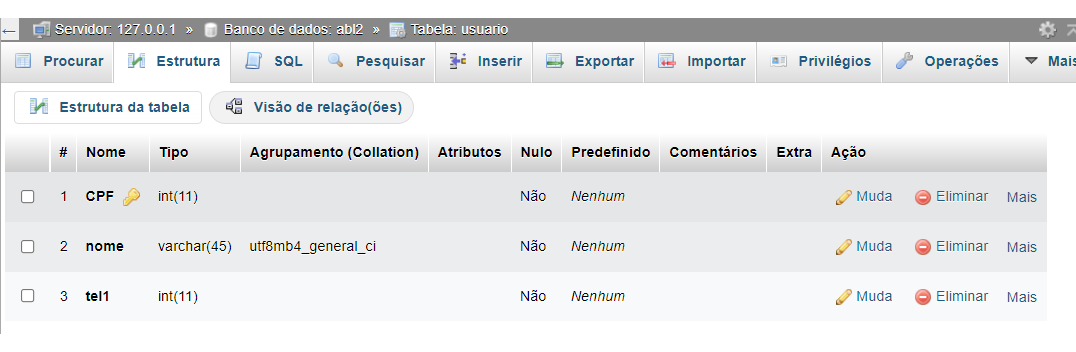 Servidor: 127.0.0.1 » Banco de dados: abl2 » Tabela: usuario
Procurar Estrutura SQL Pesquisar Inserir Exportar Importar Privilégios Operações Mais
Estrutura da tabela Visão de relação(ões)
# Nome Tipo Agrupamento (Collation) Atributos Nulo Predefinido Comentários Extra Ação
1 CPF int(11) Não Nenhum Muda Eliminar Mais
2 nome varchar(45) utf8mb4_general_ci Não Nenhum Muda Eliminar Mais
3 tel1 int(11) Não Nenhum Muda Eliminar Mais